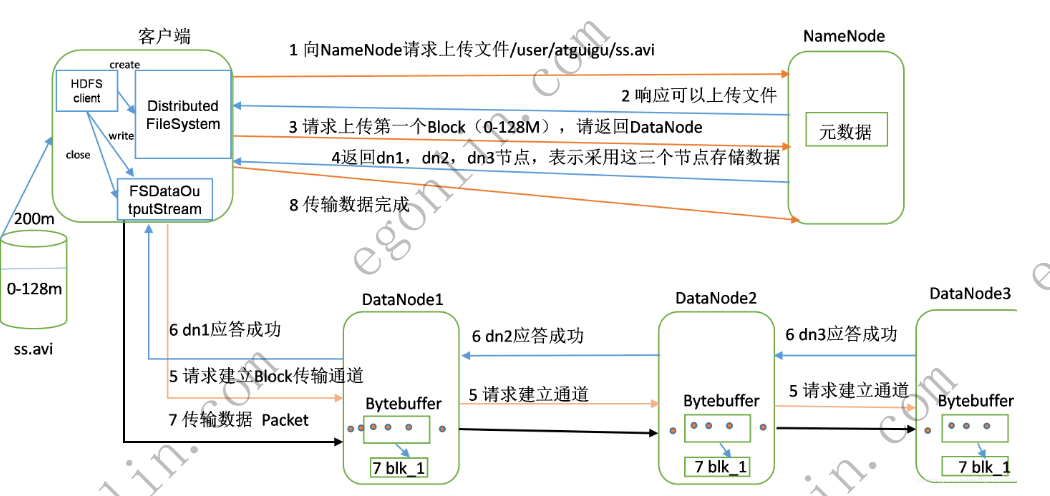 客户端
NameNode
1 向NameNode请求上传文件/user/atguigu/ss.avi
create
HDFS
client
Distributed
FileSystem
2 响应可以上传文件
元数据
write
3 请求上传第一个Block（0-128M），请返回DataNode
close
4返回dn1，dn2，dn3节点，表示采用这三个节点存储数据
FSDataOu
tputStream
8 传输数据完成
200m
0-128m
ss.avi
egonlin.com
DataNode1
DataNode2
DataNode3
6 dn1应答成功
6 dn2应答成功
6 dn3应答成功
5 请求建立Block传输通道
5 请求建立通道
5 请求建立通道
7 传输数据 Packet
Bytebuffer
Bytebuffer
Bytebuffer
7 blk_1
7 blk_1
7 blk_1
lin.com
lin.com